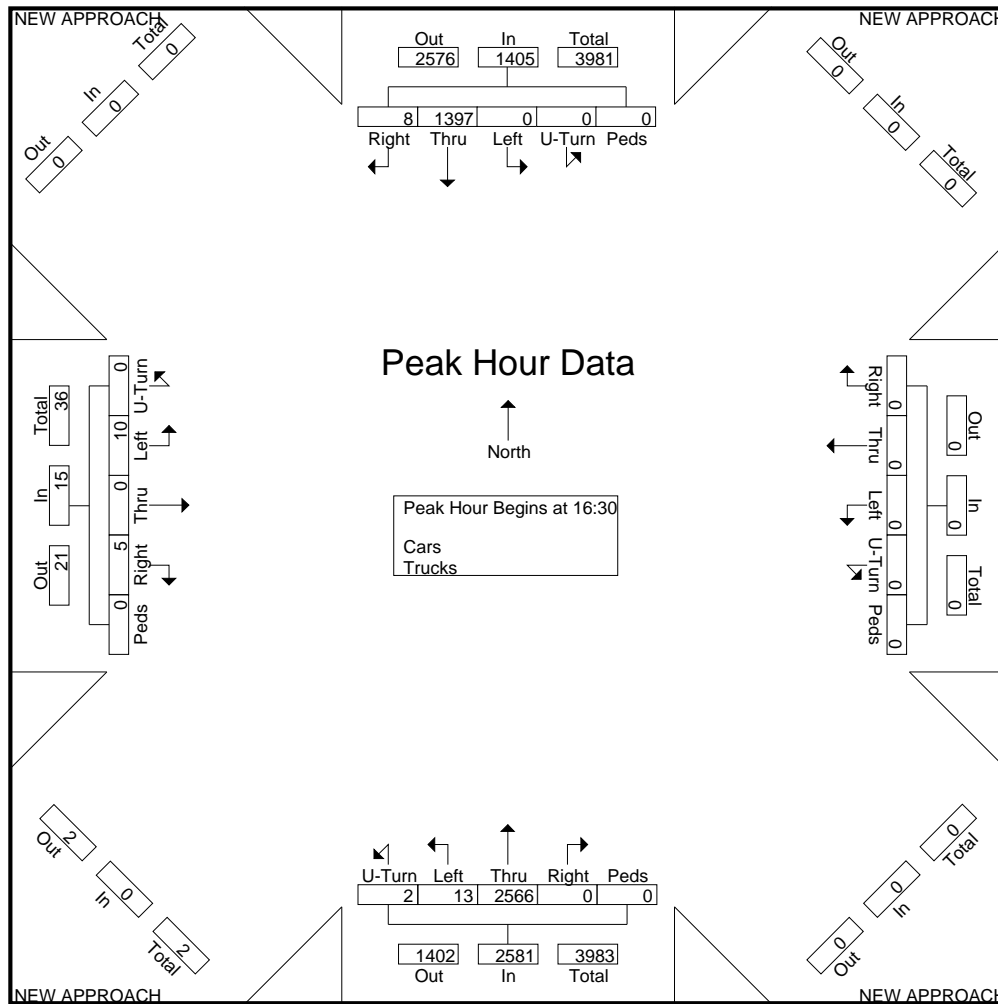 NEW APPROACH
Total
0
In
0
Out
0
Out In Total
2576 1405 3981
8 1397 0 0 0
Right Thru Left U-Turn Peds
NEW APPROACH
Out
0
In
0
Total
0
Peak Hour Data
North
Peak Hour Begins at 16:30
Cars
Trucks
Total
36
In
15
Out
21
0 10 0 5 0
U-Turn Left Thru Right Peds
Right Thru Left U-Turn Peds
0 0 0 0 0
Out
0
In
0
Total
0
2
Out
0
In
2
Total
U-Turn Left Thru Right Peds
2 13 2566 0 0
1402 2581 3983
Out In Total
0
Total
0
In
0
Out
NEW APPROACH
NEW APPROACH